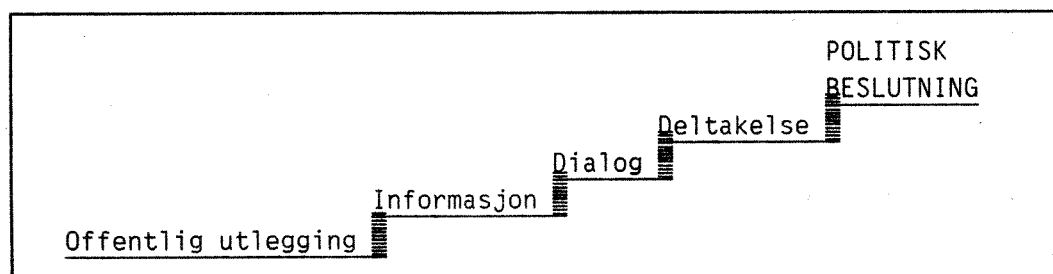 POLITISK
BESLUTNING
Deltakelse
Dialog
Informasjon
Offentlig utlegging